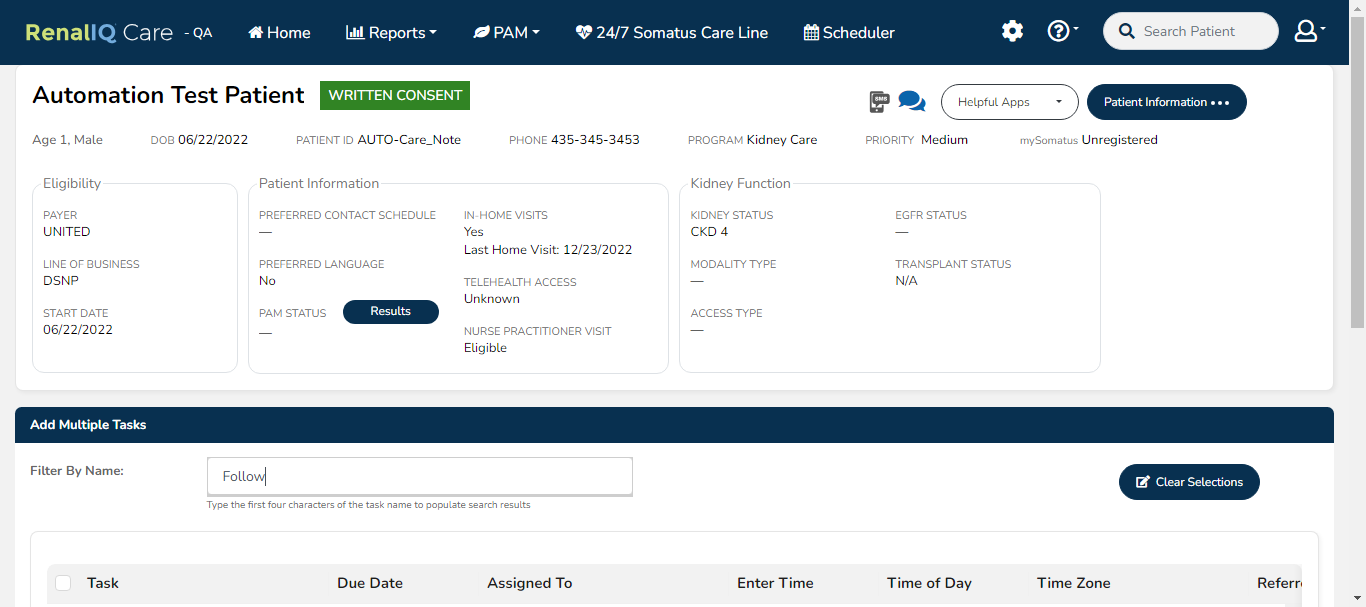 RenalIQ Care - QA Home Reports PAM 24/7 Somatus Care Line Scheduler Search Patient
Automation Test Patient WRITTEN CONSENT SMS Helpful Apps Patient Information
Age 1, Male DOB 06/22/2022 PATIENT ID AUTO-Care_Note PHONE 435-345-3453 PROGRAM Kidney Care PRIORITY Medium mySomatus Unregistered
Eligibility
PAYER
UNITED
LINE OF BUSINESS
DSNP
START DATE
06/22/2022
Patient Information
PREFERRED CONTACT SCHEDULE
—
PREFERRED LANGUAGE
No
PAM STATUS Results
—
IN-HOME VISITS
Yes
Last Home Visit: 12/23/2022
TELEHEALTH ACCESS
Unknown
NURSE PRACTITIONER VISIT
Eligible
Kidney Function
KIDNEY STATUS
CKD 4
MODALITY TYPE
—
ACCESS TYPE
—
EGFR STATUS
—
TRANSPLANT STATUS
N/A
Add Multiple Tasks
Filter By Name: Follow Clear Selections
Type the first four characters of the task name to populate search results
Task Due Date Assigned To Enter Time Time of Day Time Zone Referr